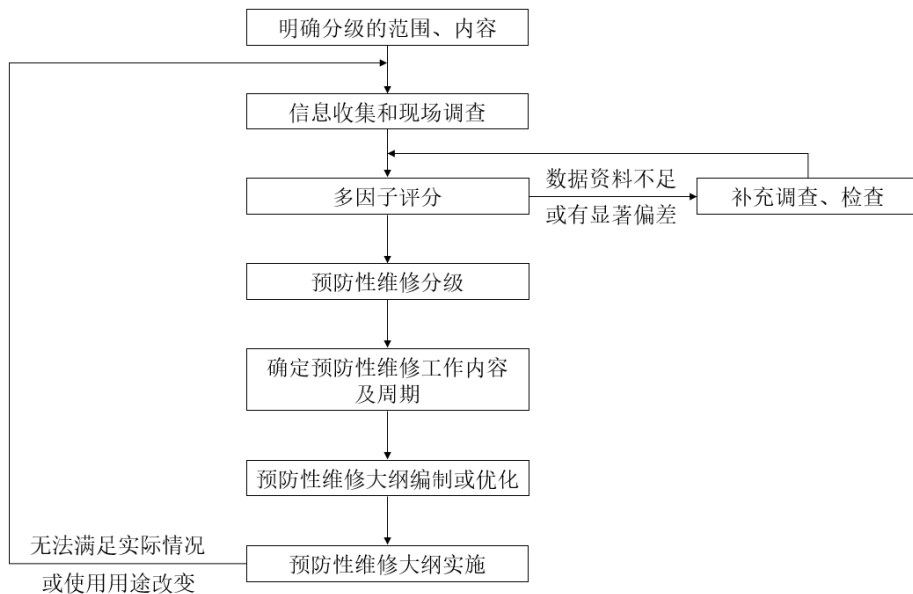 明确分级的范围、内容
信息收集和现场调查
多因子评分
数据资料不足
或有显著偏差
补充调查、检查
预防性维修分级
确定预防性维修工作内容
及周期
预防性维修大纲编制或优化
无法满足实际情况
或使用用途改变
预防性维修大纲实施